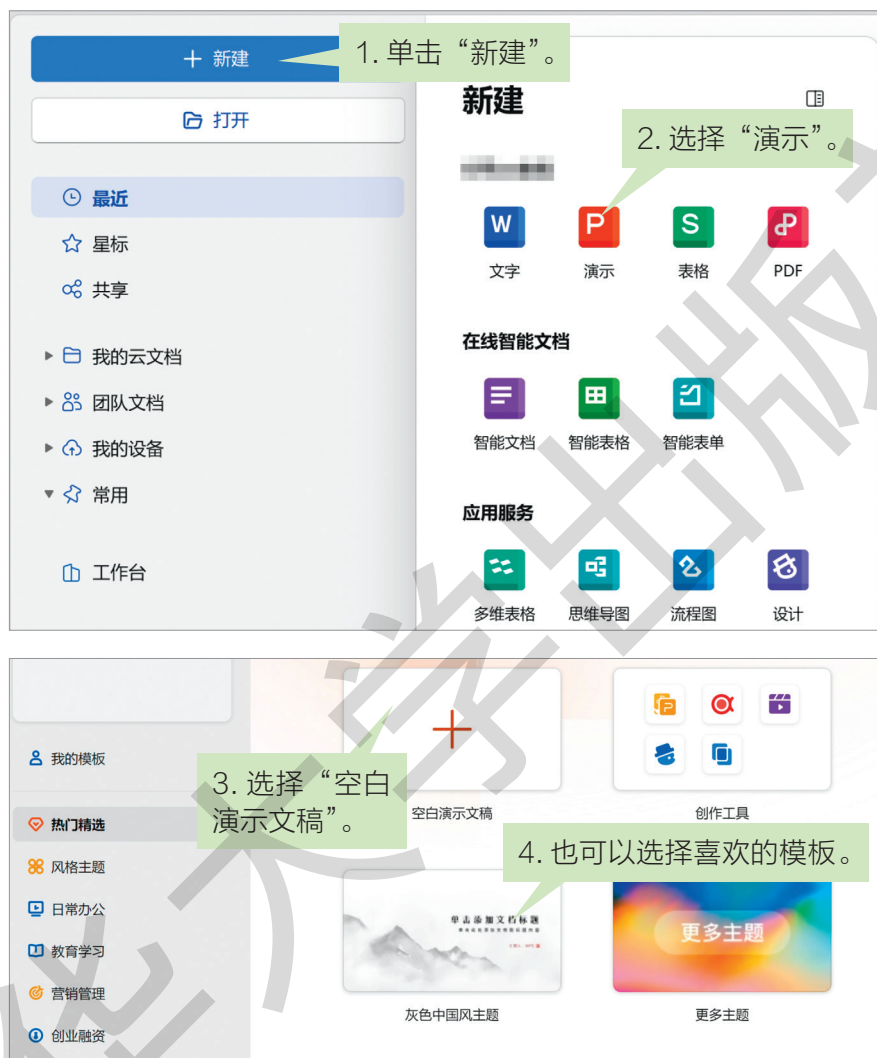 新建
1. 单击“新建”。
打开
新建
2. 选择“演示”。
最近
星标
共享
W
P
S
P
文字
演示
表格
PDF
在线智能文档
我的云文档
团队文档
我的设备
常用
智能文档
智能表格
智能表单
应用服务
工作台
多维表格
思维导图
流程图
设计
我的模板
3. 选择“空白
演示文稿”。
空白演示文稿
创作工具
热门精选
4. 也可以选择喜欢的模板。
风格主题
日常办公
教育学习
营销管理
创业融资
单击添加文档标题
更多主题
灰色中国风主题
更多主题
大学出版